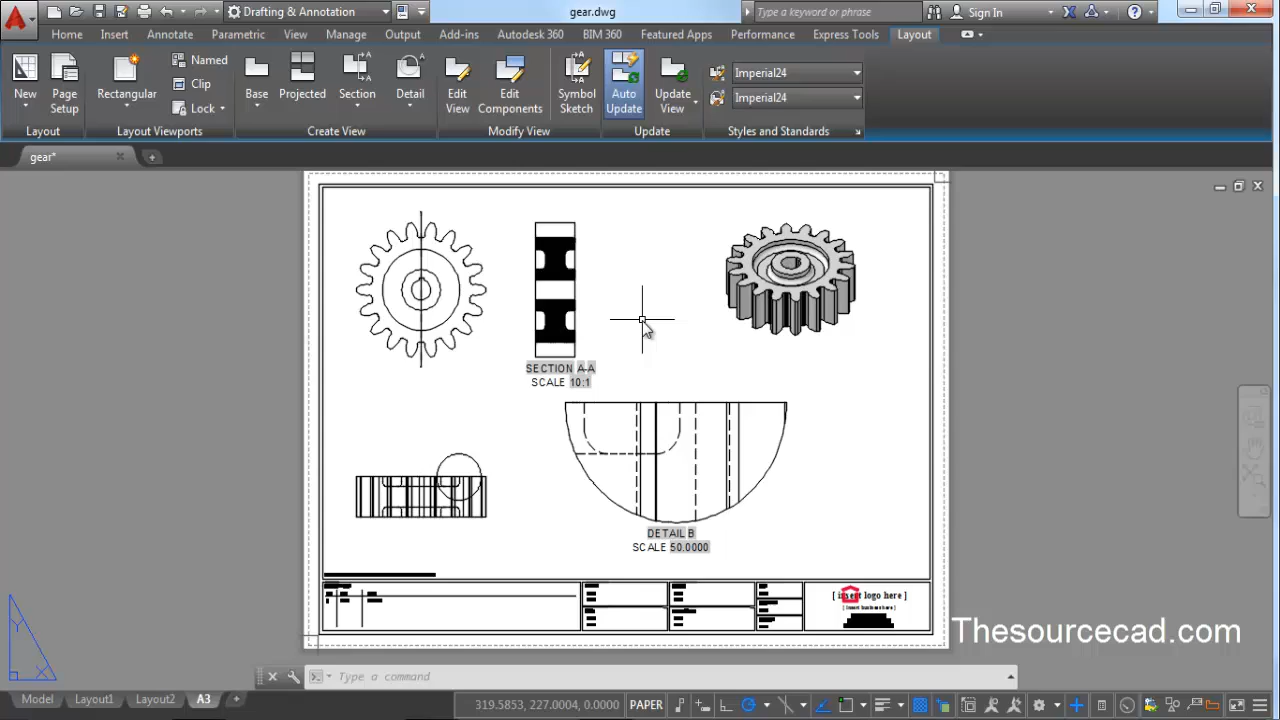 Drafting & Annotation
gear.dwg
Type a keyword or phrase
Sign In
Home Insert Annotate Parametric View Manage Output Add-ins Autodesk 360 BIM 360 Featured Apps Performance Express Tools Layout
New
Page Setup
Rectangular
Named
Clip
Lock
Base
Projected
Section
Detail
Edit View
Edit Components
Symbol Sketch
Auto Update
Update View
Imperial24
Imperial24
Layout Layout Viewports Create View Modify View Update Styles and Standards
gear*
SECTION A-A
SCALE 10:1
DETAIL B
SCALE 50.0000
[ insert logo here ]
Thesourcecad.com
Y
X
Type a command
Model Layout1 Layout2 A3
319.5853, 227.0004, 0.0000 PAPER